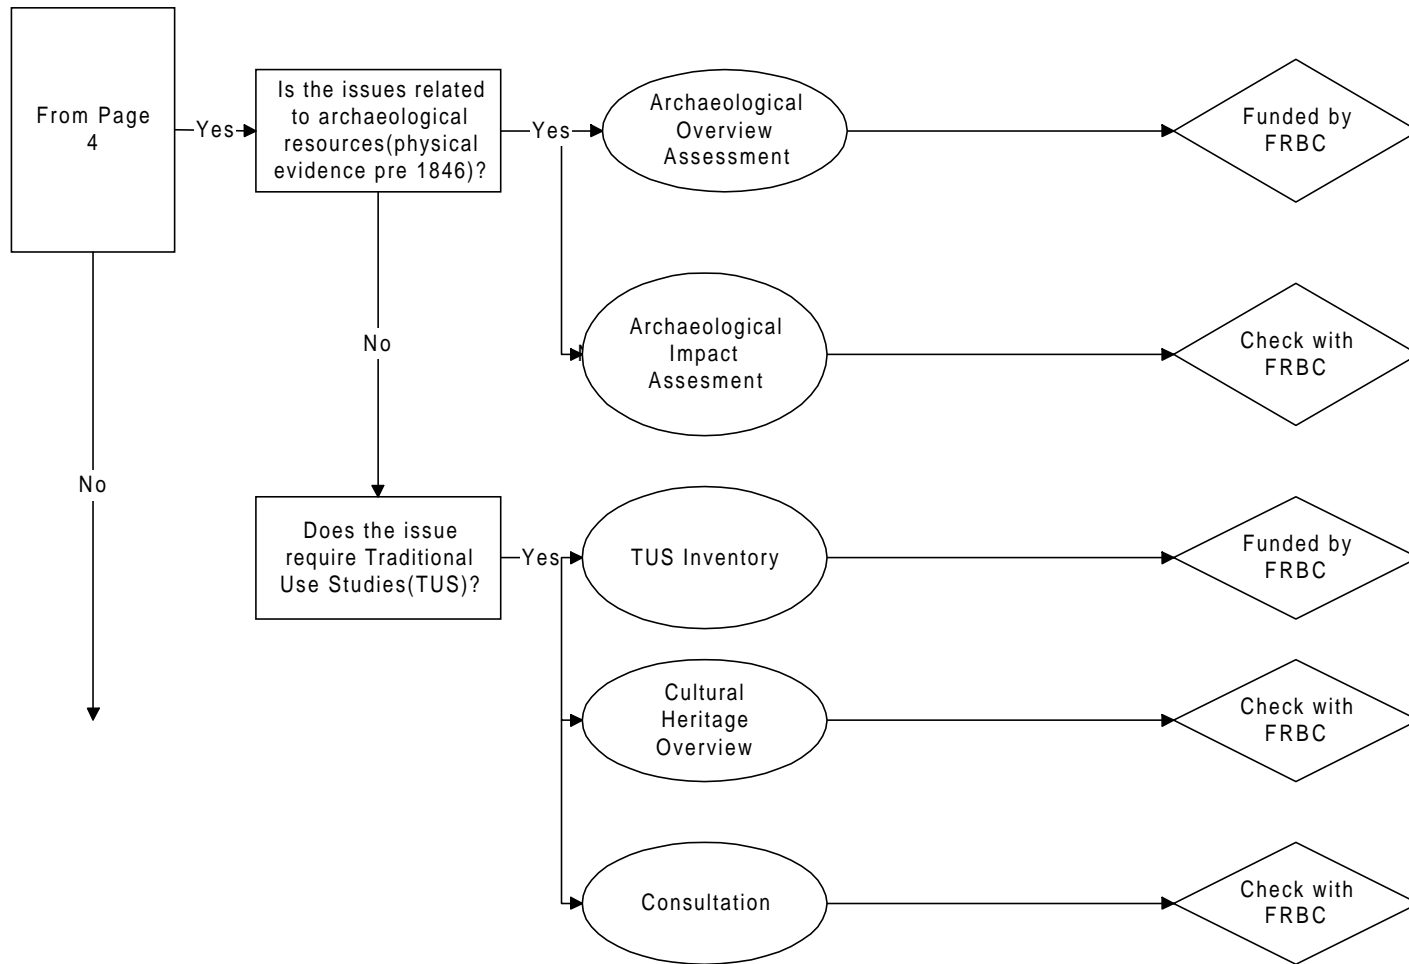 From Page
4
Yes
Is the issues related
to archaeological
resources(physical
evidence pre 1846)?
Yes
Archaeological
Overview
Assessment
Funded by
FRBC
No
Archaeological
Impact
Assesment
Check with
FRBC
No
Does the issue
require Traditional
Use Studies(TUS)?
Yes
TUS Inventory
Funded by
FRBC
Cultural
Heritage
Overview
Check with
FRBC
Consultation
Check with
FRBC